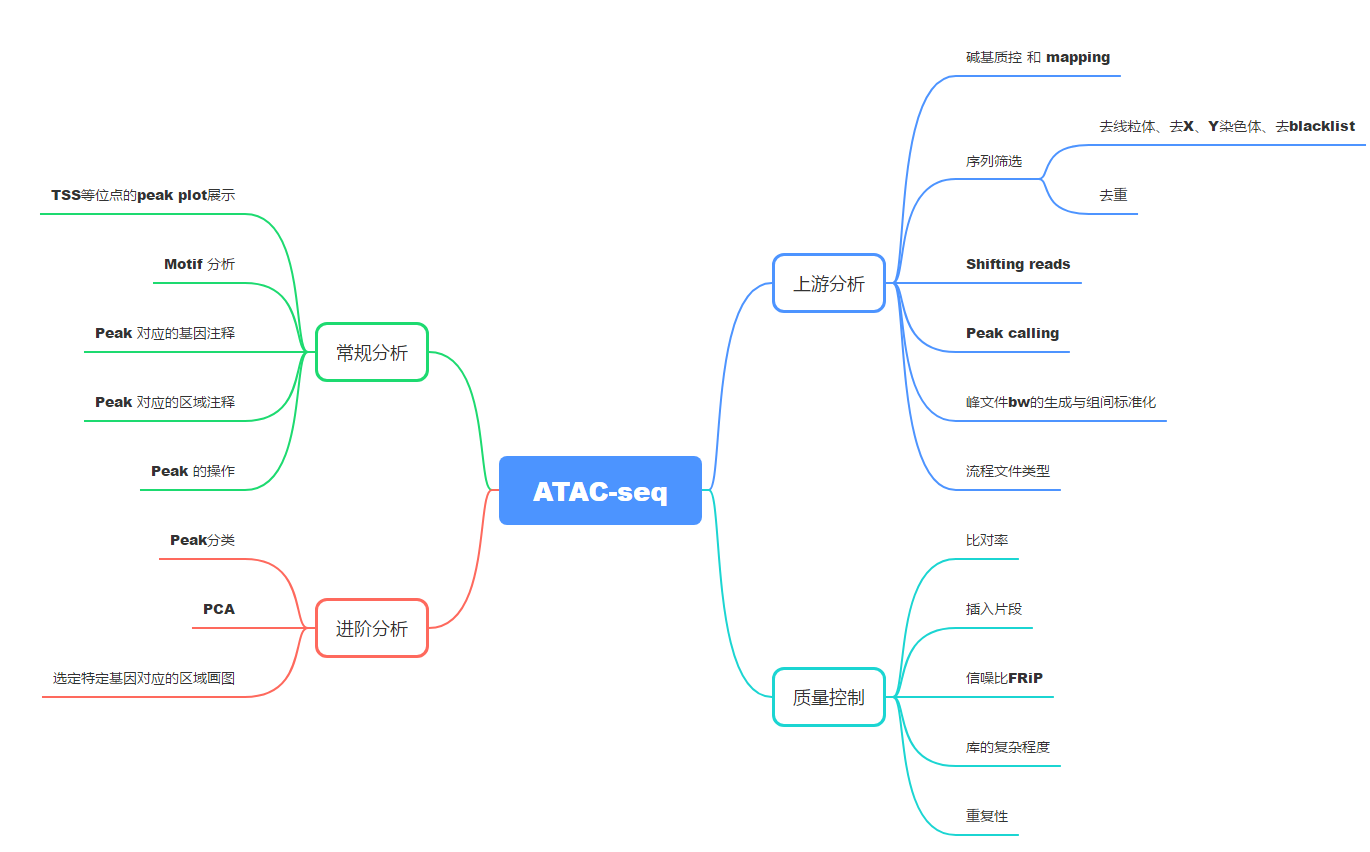 ATAC-seq
上游分析
碱基质控 和 mapping
序列筛选
去线粒体、去X、Y染色体、去blacklist
去重
Shifting reads
Peak calling
峰文件bw的生成与组间标准化
流程文件类型
质量控制
比对率
插入片段
信噪比FRiP
库的复杂程度
重复性
常规分析
TSS等位点的peak plot展示
Motif 分析
Peak 对应的基因注释
Peak 对应的区域注释
Peak 的操作
进阶分析
Peak分类
PCA
选定特定基因对应的区域画图